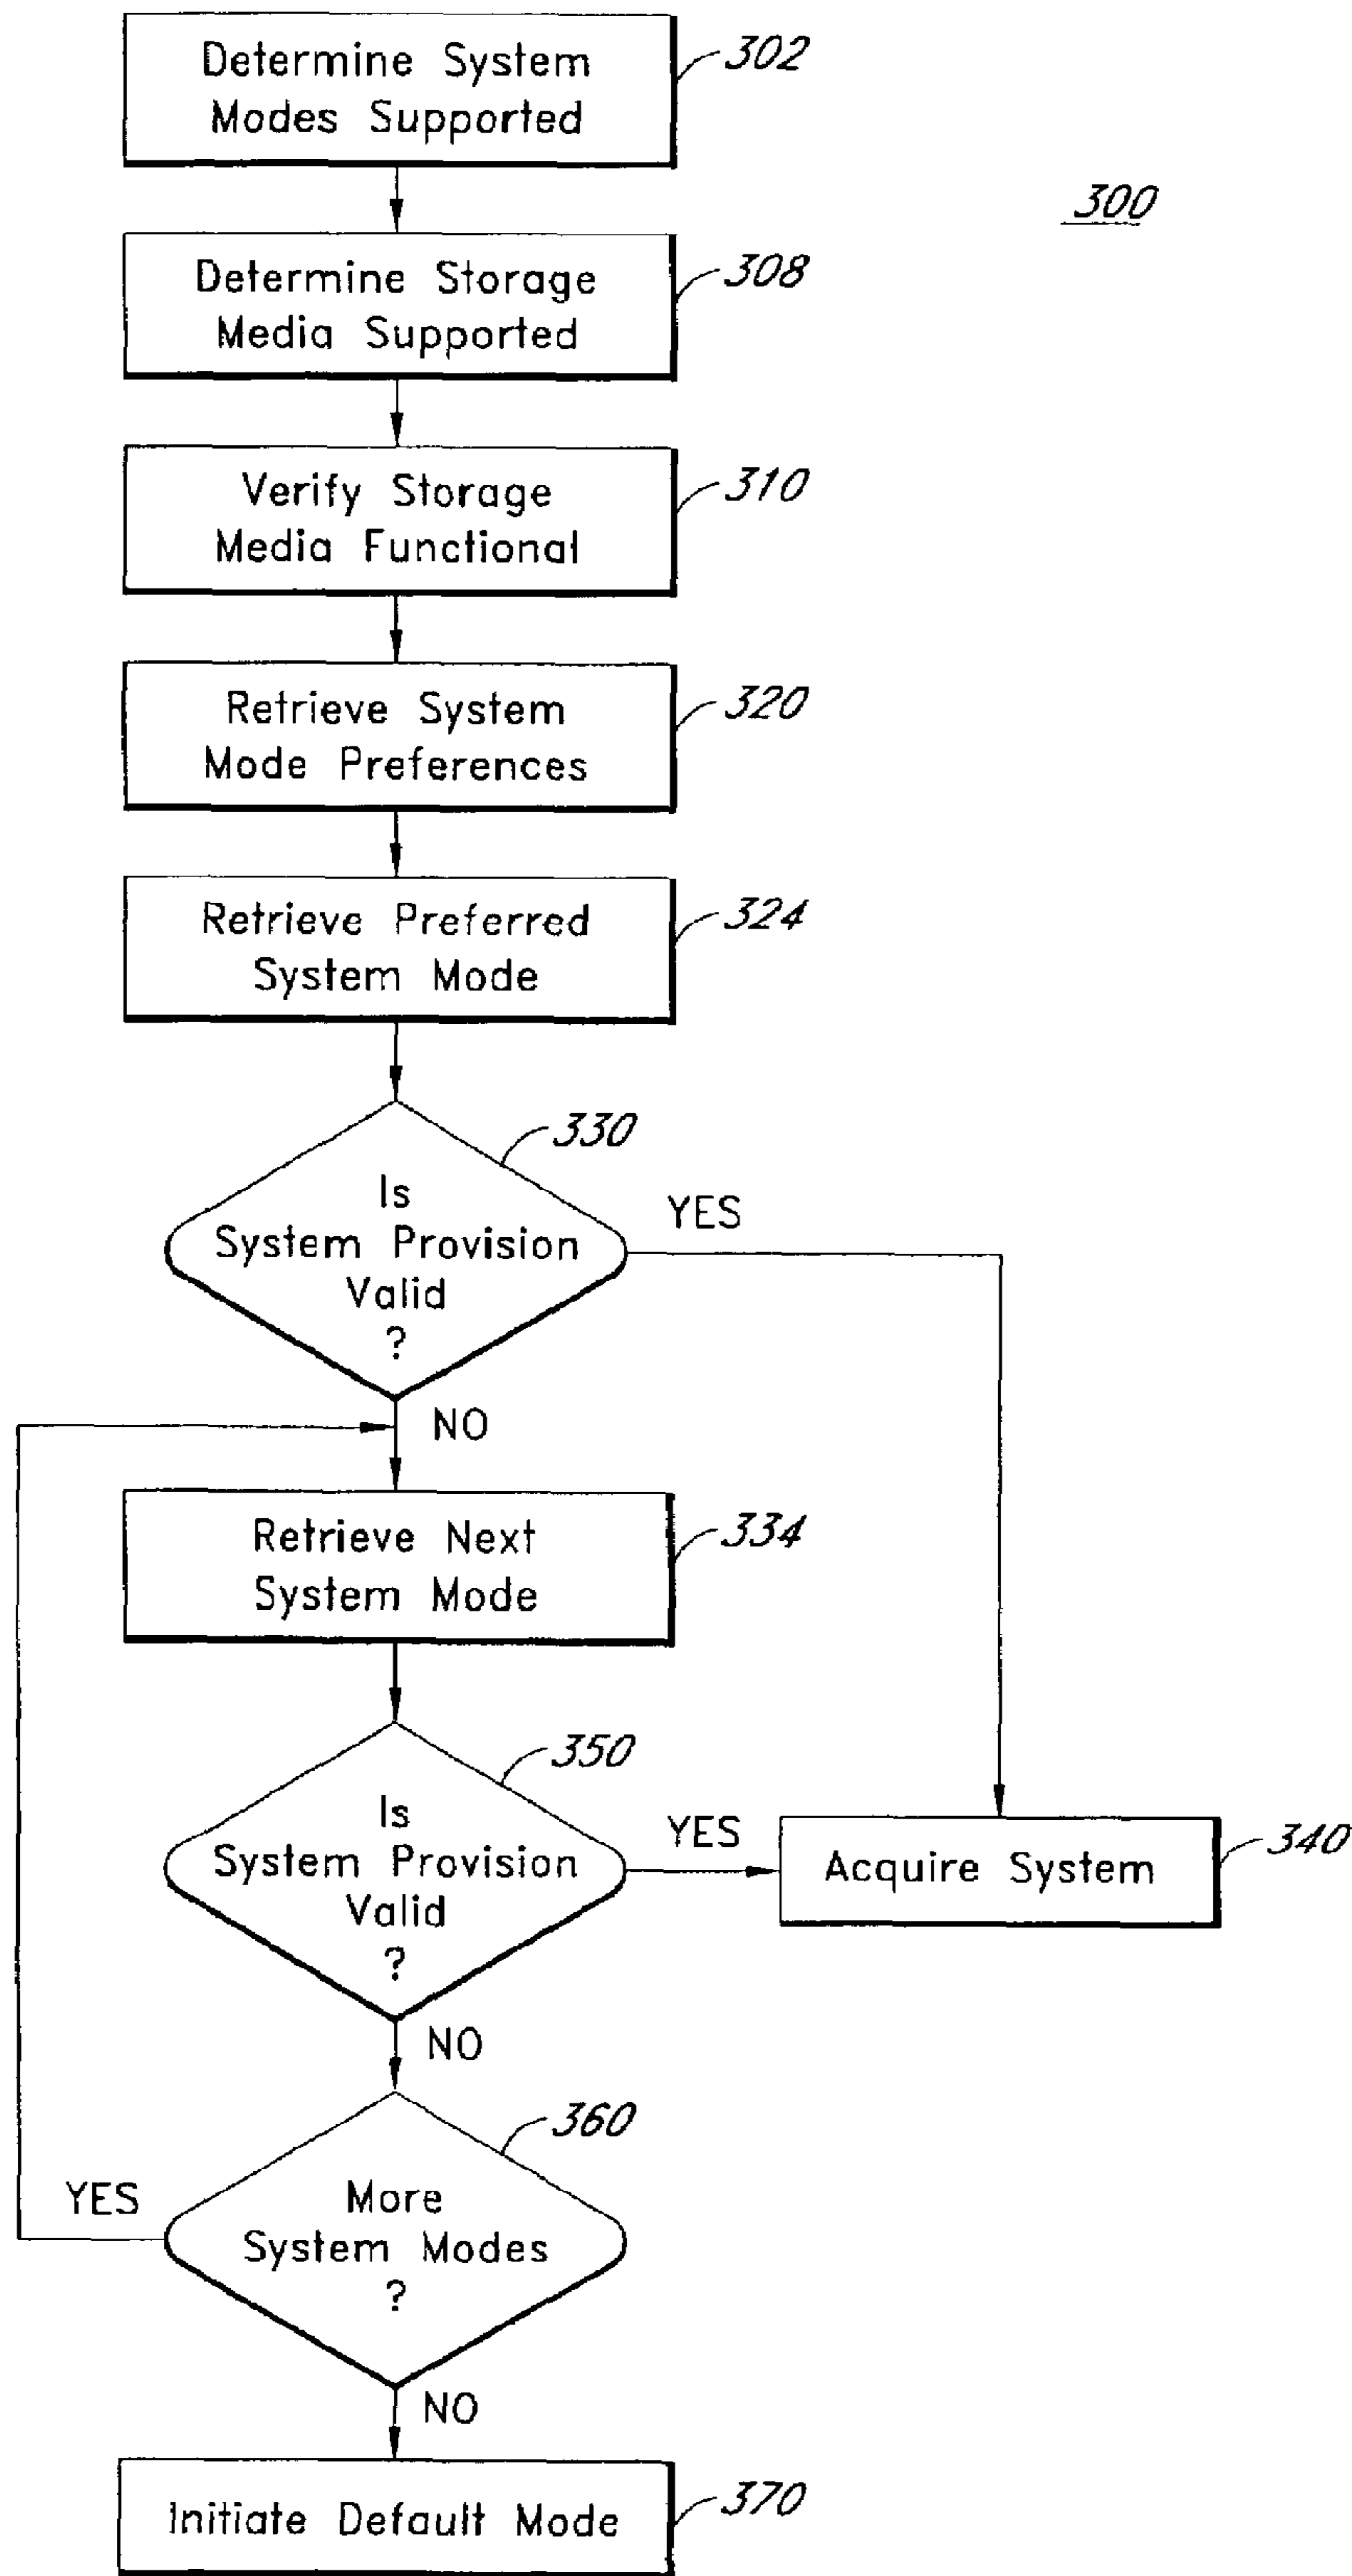 Determine System
Modes Supported
302
300
Determine Storage
Media Supported
308
Verify Storage
Media Functional
310
Retrieve System
Mode Preferences
320
Retrieve Preferred
System Mode
324
330
Is
System Provision
Valid
?
YES
NO
Retrieve Next
System Mode
334
350
Is
System Provision
Valid
?
YES
Acquire System
340
NO
360
More
System Modes
?
YES
NO
Initiate Default Mode
370